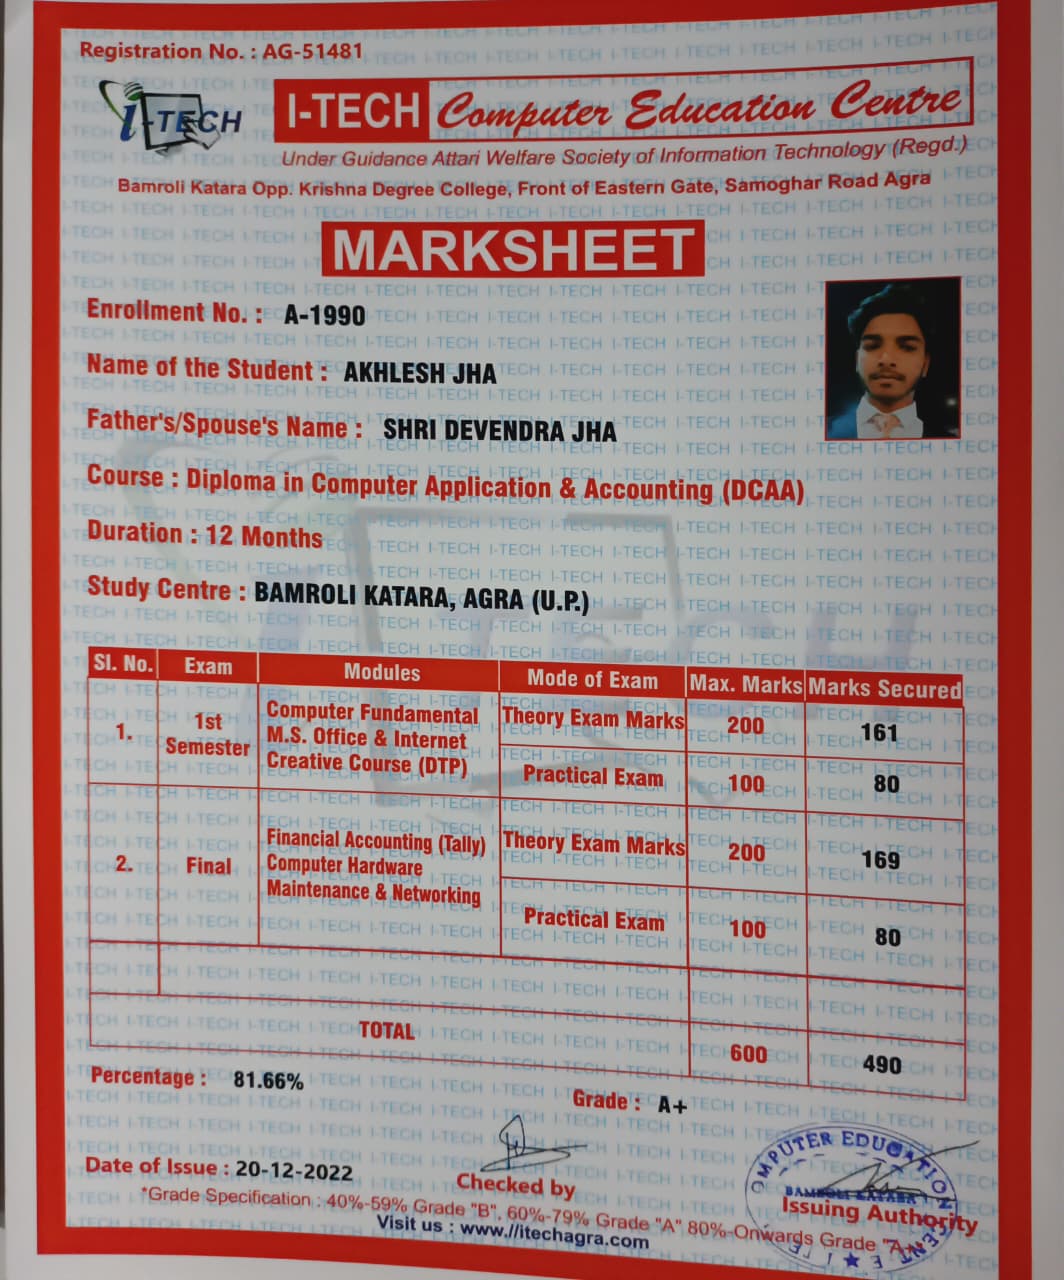 Registration No. : AG-51481
i-TECH
I-TECH Computer Education Centre
Under Guidance Attari Welfare Society of Information Technology (Regd.)
Bamroli Katara Opp. Krishna Degree College, Front of Eastern Gate, Samoghar Road Agra
MARKSHEET
Enrollment No. : A-1990
Name of the Student : AKHLESH JHA
Father's/Spouse's Name : SHRI DEVENDRA JHA
Course : Diploma in Computer Application & Accounting (DCAA)
Duration : 12 Months
Study Centre : BAMROLI KATARA, AGRA (U.P.)
Sl. No. Exam Modules Mode of Exam Max. Marks Marks Secured
1. 1st Semester
Computer Fundamental
M.S. Office & Internet
Creative Course (DTP)
Theory Exam Marks 200 161
Practical Exam 100 80
2. Final
Financial Accounting (Tally)
Computer Hardware
Maintenance & Networking
Theory Exam Marks 200 169
Practical Exam 100 80
TOTAL 600 490
Percentage : 81.66%
Grade : A+
Date of Issue : 20-12-2022
Checked by
COMPUTER EDUCATION CENTRE
BAMROLI KATARA
Issuing Authority
*Grade Specification : 40%-59% Grade "B", 60%-79% Grade "A" 80%-Onwards Grade "A+"
Visit us : www.//itechagra.com